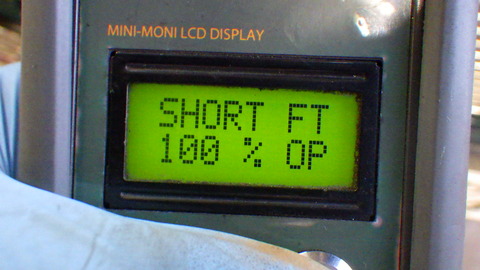 MINI-MONI LCD DISPLAY
SHORT FT
100 % OP